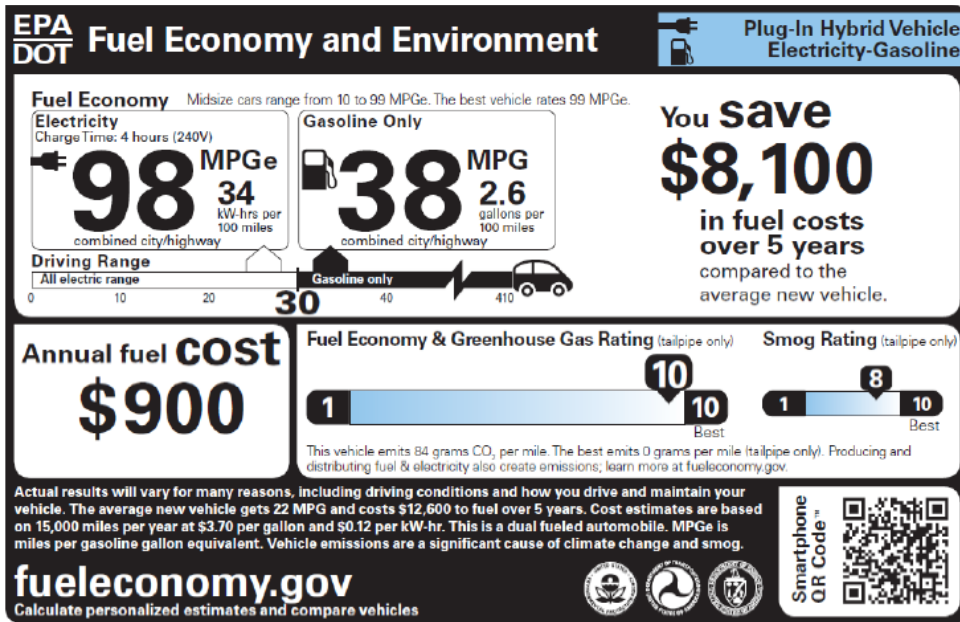 EPA
DOT
Fuel Economy and Environment
Plug-In Hybrid Vehicle
Electricity-Gasoline
Fuel Economy
Midsize cars range from 10 to 99 MPGe. The best vehicle rates 99 MPGe.
Electricity
Charge Time: 4 hours (240V)
98 MPGe
34
kW-hrs per
100 miles
combined city/highway
Gasoline Only
38 MPG
2.6
gallons per
100 miles
combined city/highway
Driving Range
All electric range
Gasoline only
0 10 20 30 40 410
You save
$8,100
in fuel costs
over 5 years
compared to the
average new vehicle.
Annual fuel cost
$900
Fuel Economy & Greenhouse Gas Rating (tailpipe only)
10
1 10
Best
Smog Rating (tailpipe only)
8
1 10
Best
This vehicle emits 84 grams CO2 per mile. The best emits 0 grams per mile (tailpipe only). Producing and
distributing fuel & electricity also create emissions; learn more at fueleconomy.gov.
Actual results will vary for many reasons, including driving conditions and how you drive and maintain your
vehicle. The average new vehicle gets 22 MPG and costs $12,600 to fuel over 5 years. Cost estimates are based
on 15,000 miles per year at $3.70 per gallon and $0.12 per kW-hr. This is a dual fueled automobile. MPGe is
miles per gasoline gallon equivalent. Vehicle emissions are a significant cause of climate change and smog.
fueleconomy.gov
Calculate personalized estimates and compare vehicles
Smartphone
QR Code™